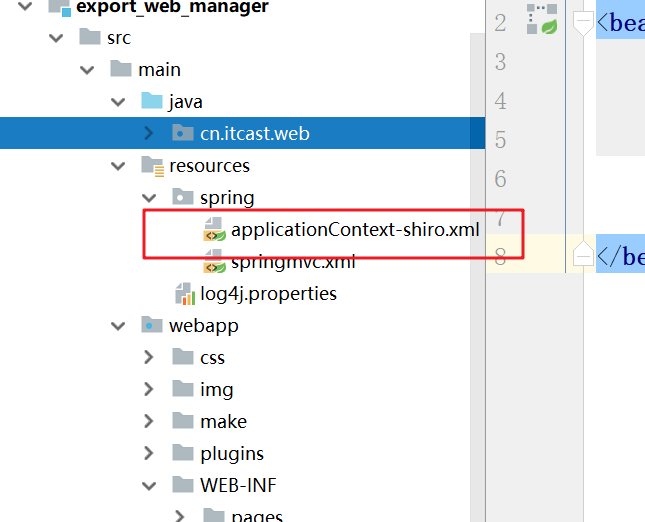 export_web_manager
src
main
java
cn.itcast.web
resources
spring
applicationContext-shiro.xml
springmvc.xml
log4j.properties
webapp
css
img
make
plugins
WEB-INF
pages
2
<bea
3
4
5
6
7
8
</be